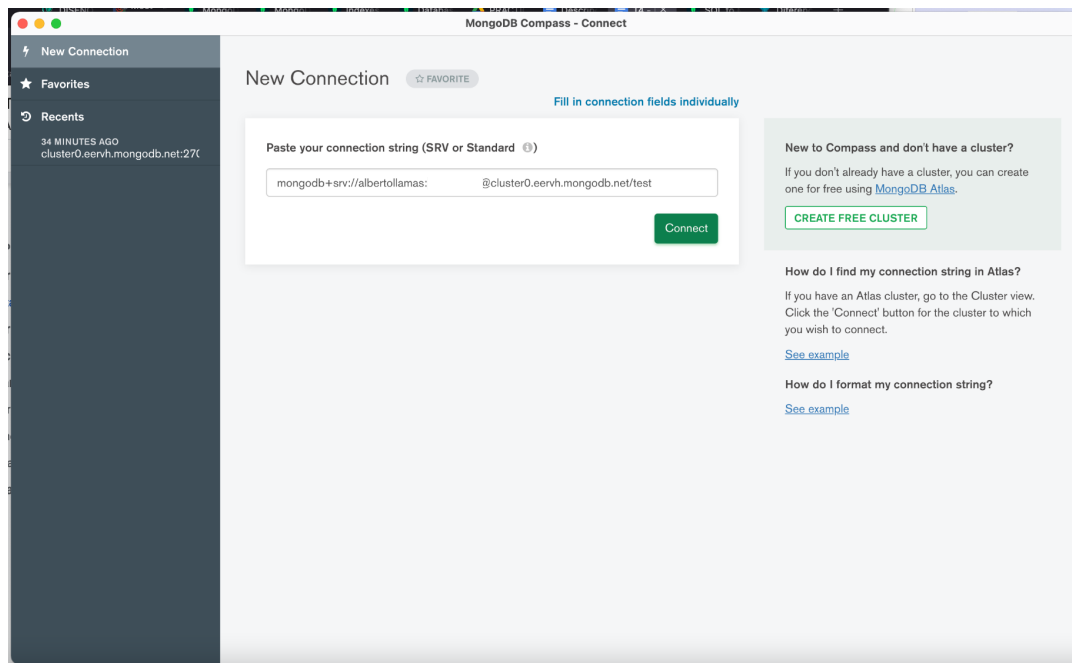 MongoDB Compass - Connect
New Connection
Favorites
Recents
34 MINUTES AGO
cluster0.eervh.mongodb.net:270
New Connection
FAVORITE
Fill in connection fields individually
Paste your connection string (SRV or Standard)
mongodb+srv://albertollamas: @cluster0.eervh.mongodb.net/test
Connect
New to Compass and don't have a cluster?
If you don't already have a cluster, you can create
one for free using MongoDB Atlas.
CREATE FREE CLUSTER
How do I find my connection string in Atlas?
If you have an Atlas cluster, go to the Cluster view.
Click the 'Connect' button for the cluster to which
you wish to connect.
See example
How do I format my connection string?
See example